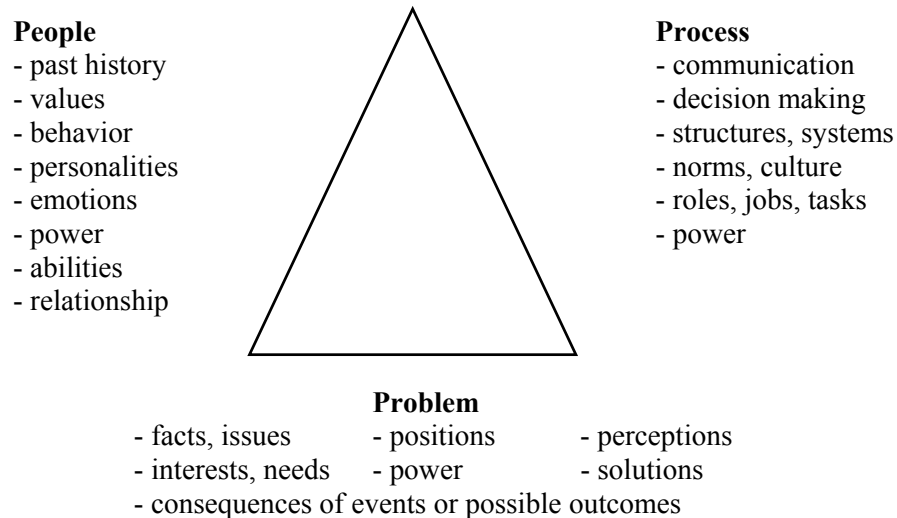 People
- past history
- values
- behavior
- personalities
- emotions
- power
- abilities
- relationship
Process
- communication
- decision making
- structures, systems
- norms, culture
- roles, jobs, tasks
- power
Problem
- facts, issues - positions - perceptions
- interests, needs - power - solutions
- consequences of events or possible outcomes